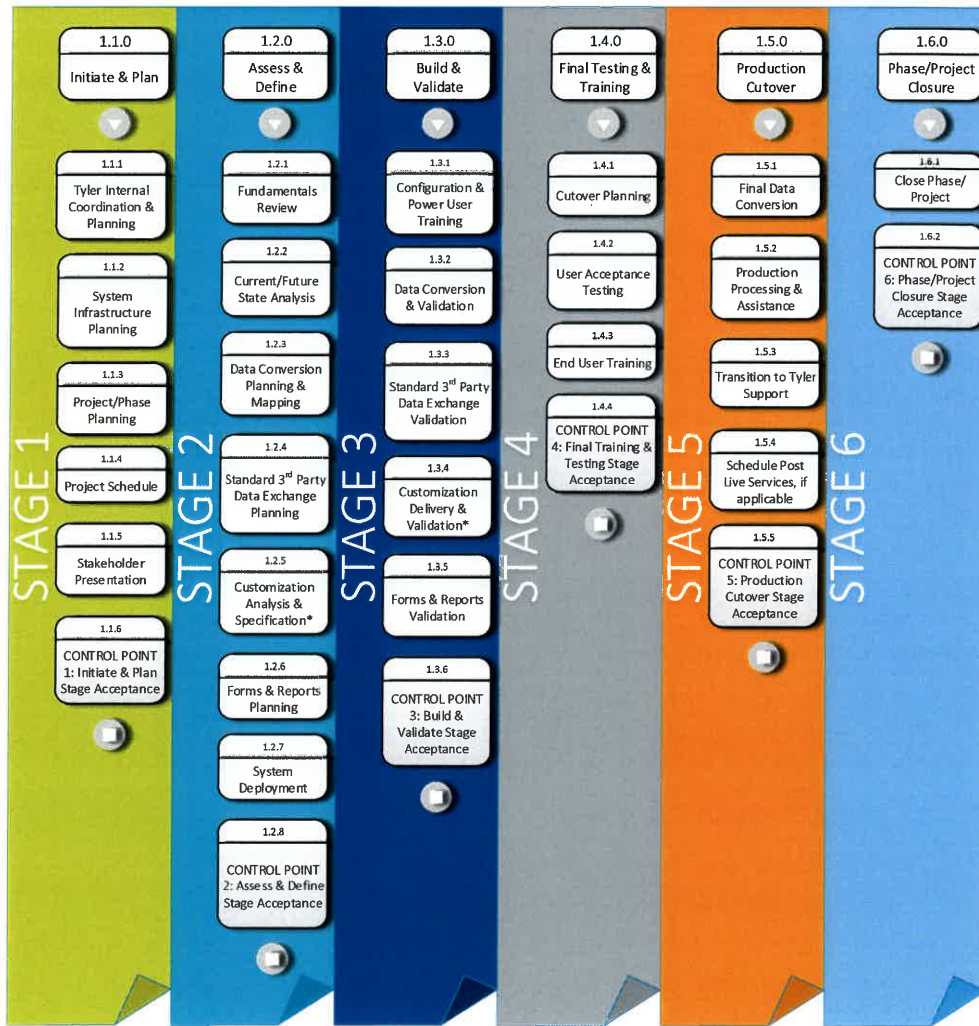 STAGE 1
1.1.0
Initiate & Plan
1.1.1
Tyler Internal
Coordination &
Planning
1.1.2
System
Infrastructure
Planning
1.1.3
Project/Phase
Planning
1.1.4
Project Schedule
1.1.5
Stakeholder
Presentation
1.1.6
CONTROL POINT
1: Initiate & Plan
Stage Acceptance
STAGE 2
1.2.0
Assess &
Define
1.2.1
Fundamentals
Review
1.2.2
Current/Future
State Analysis
1.2.3
Data Conversion
Planning &
Mapping
1.2.4
Standard 3rd Party
Data Exchange
Planning
1.2.5
Customization
Analysis &
Specification*
1.2.6
Forms & Reports
Planning
1.2.7
System
Deployment
1.2.8
CONTROL POINT
2: Assess & Define
Stage Acceptance
STAGE 3
1.3.0
Build &
Validate
1.3.1
Configuration &
Power User
Training
1.3.2
Data Conversion
& Validation
1.3.3
Standard 3rd Party
Data Exchange
Validation
1.3.4
Customization
Delivery &
Validation*
1.3.5
Forms & Reports
Validation
1.3.6
CONTROL POINT
3: Build &
Validate Stage
Acceptance
STAGE 4
1.4.0
Final Testing &
Training
1.4.1
Cutover Planning
1.4.2
User Acceptance
Testing
1.4.3
End User Training
1.4.4
CONTROL POINT
4: Final Training &
Testing Stage
Acceptance
STAGE 5
1.5.0
Production
Cutover
1.5.1
Final Data
Conversion
1.5.2
Production
Processing &
Assistance
1.5.3
Transition to Tyler
Support
1.5.4
Schedule Post
Live Services, if
applicable
1.5.5
CONTROL POINT
5: Production
Cutover Stage
Acceptance
STAGE 6
1.6.0
Phase/Project
Closure
1.6.1
Close Phase/
Project
1.6.2
CONTROL POINT
6: Phase/Project
Closure Stage
Acceptance